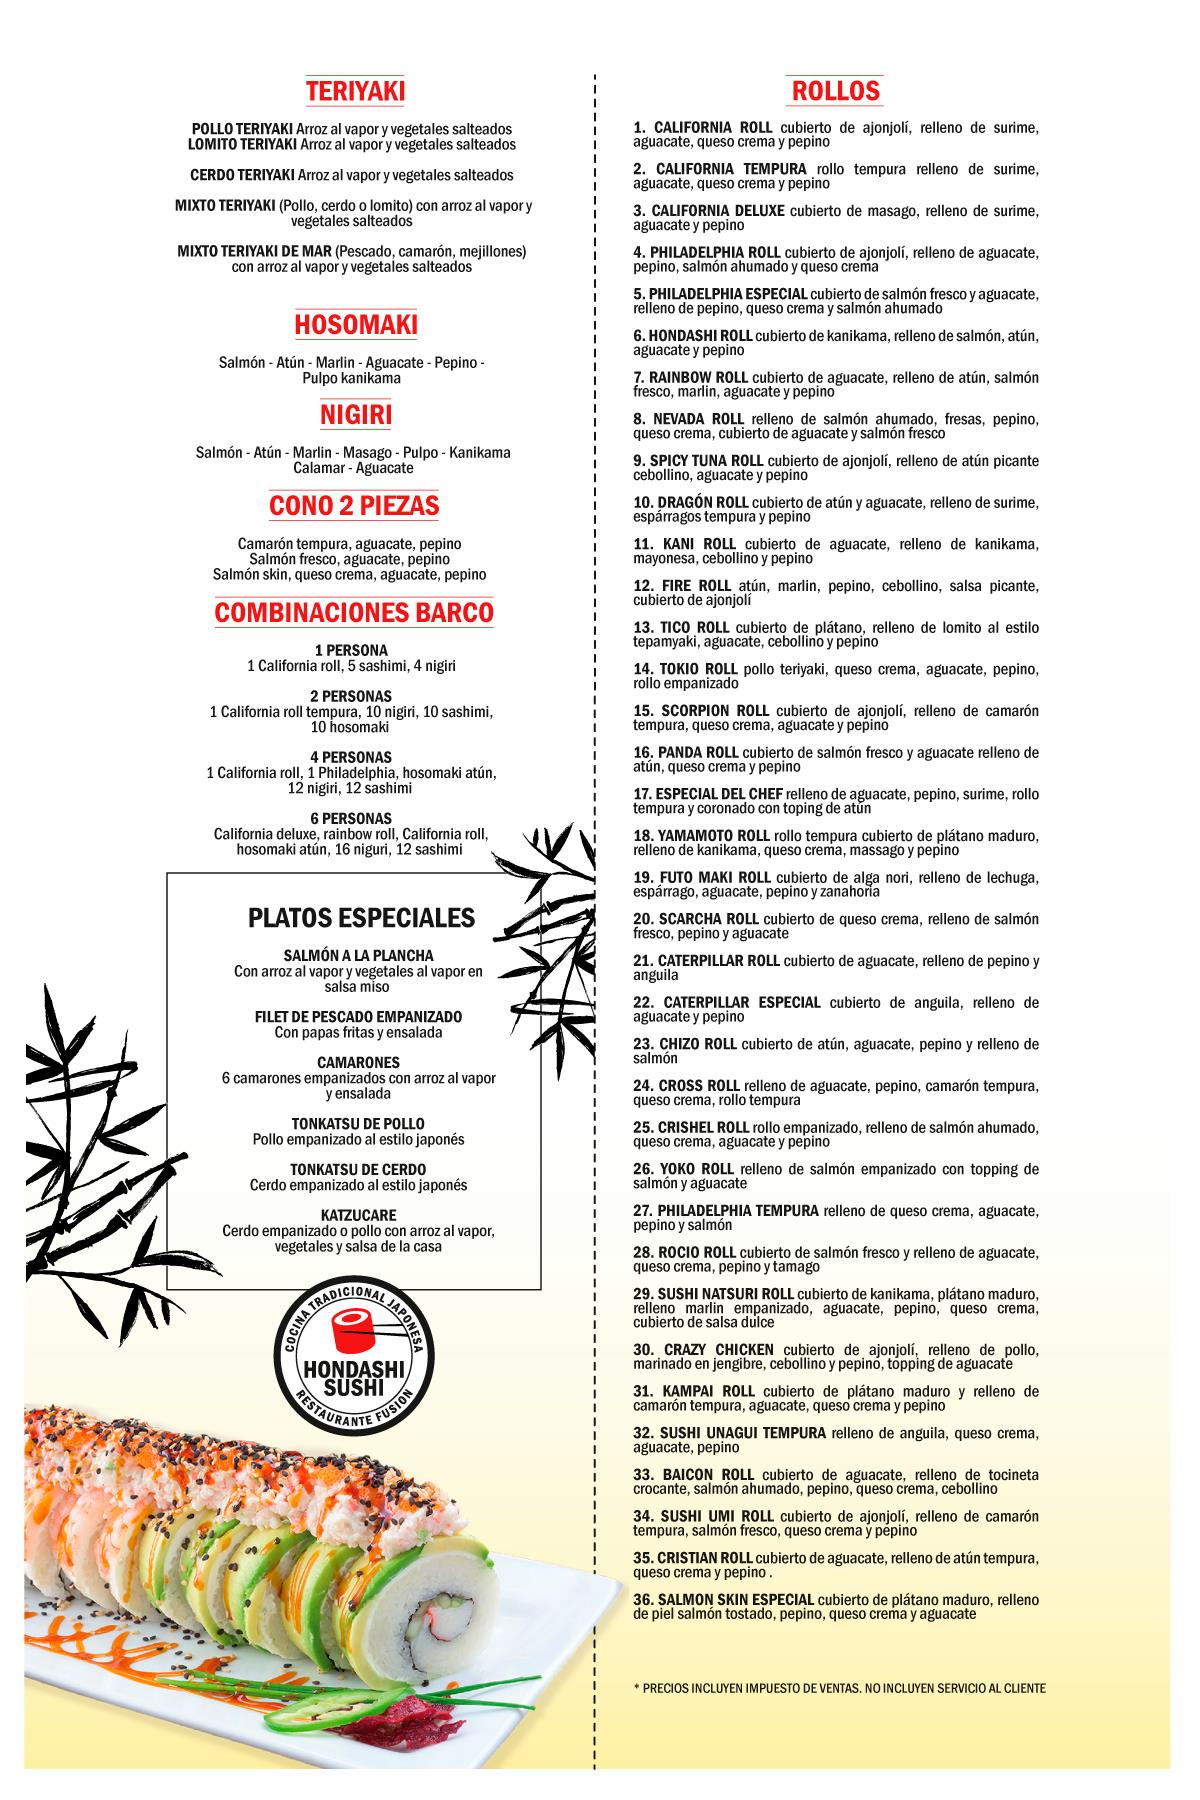 TERIYAKI
POLLO TERIYAKI Arroz al vapor y vegetales salteados
LOMITO TERIYAKI Arroz al vapor y vegetales salteados
CERDO TERIYAKI Arroz al vapor y vegetales salteados
MIXTO TERIYAKI (Pollo, cerdo o lomito) con arroz al vapor y
vegetales salteados
MIXTO TERIYAKI DE MAR (Pescado, camarón, mejillones)
con arroz al vapor y vegetales salteados
HOSOMAKI
Salmón - Atún - Marlin - Aguacate - Pepino -
Pulpo kanikama
NIGIRI
Salmón - Atún - Marlin - Masago - Pulpo - Kanikama
Calamar - Aguacate
CONO 2 PIEZAS
Camarón tempura, aguacate, pepino
Salmón fresco, aguacate, pepino
Salmón skin, queso crema, aguacate, pepino
COMBINACIONES BARCO
1 PERSONA
1 California roll, 5 sashimi, 4 nigiri
2 PERSONAS
1 California roll tempura, 10 nigiri, 10 sashimi,
10 hosomaki
4 PERSONAS
1 California roll, 1 Philadelphia, hosomaki atún,
12 nigiri, 12 sashimi
6 PERSONAS
California deluxe, rainbow roll, California roll,
hosomaki atún, 16 niguri, 12 sashimi
PLATOS ESPECIALES
SALMÓN A LA PLANCHA
Con arroz al vapor y vegetales al vapor en
salsa miso
FILET DE PESCADO EMPANIZADO
Con papas fritas y ensalada
CAMARONES
6 camarones empanizados con arroz al vapor
y ensalada
TONKATSU DE POLLO
Pollo empanizado al estilo japonés
TONKATSU DE CERDO
Cerdo empanizado al estilo japonés
KATZUCARE
Cerdo empanizado o pollo con arroz al vapor,
vegetales y salsa de la casa
COCINA TRADICIONAL JAPONESA
HONDASHI
SUSHI
RESTAURANTE FUSION
ROLLOS
1. CALIFORNIA ROLL cubierto de ajonjolí, relleno de surime,
aguacate, queso crema y pepino
2. CALIFORNIA TEMPURA rollo tempura relleno de surime,
aguacate, queso crema y pepino
3. CALIFORNIA DELUXE cubierto de masago, relleno de surime,
aguacate y pepino
4. PHILADELPHIA ROLL cubierto de ajonjolí, relleno de aguacate,
pepino, salmón ahumado y queso crema
5. PHILADELPHIA ESPECIAL cubierto de salmón fresco y aguacate,
relleno de pepino, queso crema y salmón ahumado
6. HONDASHI ROLL cubierto de kanikama, relleno de salmón, atún,
aguacate y pepino
7. RAINBOW ROLL cubierto de aguacate, relleno de atún, salmón
fresco, marlin, aguacate y pepino
8. NEVADA ROLL relleno de salmón ahumado, fresas, pepino,
queso crema, cubierto de aguacate y salmón fresco
9. SPICY TUNA ROLL cubierto de ajonjolí, relleno de atún picante
cebollino, aguacate y pepino
10. DRAGÓN ROLL cubierto de atún y aguacate, relleno de surime,
espárragos tempura y pepino
11. KANI ROLL cubierto de aguacate, relleno de kanikama,
mayonesa, cebollino y pepino
12. FIRE ROLL atún, marlin, pepino, cebollino, salsa picante,
cubierto de ajonjolí
13. TICO ROLL cubierto de plátano, relleno de lomito al estilo
tepamyaki, aguacate, cebollino y pepino
14. TOKIO ROLL pollo teriyaki, queso crema, aguacate, pepino,
rollo empanizado
15. SCORPION ROLL cubierto de ajonjolí, relleno de camarón
tempura, queso crema, aguacate y pepino
16. PANDA ROLL cubierto de salmón fresco y aguacate relleno de
atún, queso crema y pepino
17. ESPECIAL DEL CHEF relleno de aguacate, pepino, surime, rollo
tempura y coronado con toping de atún
18. YAMAMOTO ROLL rollo tempura cubierto de plátano maduro,
relleno de kanikama, queso crema, massago y pepino
19. FUTO MAKI ROLL cubierto de alga nori, relleno de lechuga,
espárrago, aguacate, pepino y zanahoria
20. SCARCHA ROLL cubierto de queso crema, relleno de salmón
fresco, pepino y aguacate
21. CATERPILLAR ROLL cubierto de aguacate, relleno de pepino y
anguila
22. CATERPILLAR ESPECIAL cubierto de anguila, relleno de
aguacate y pepino
23. CHIZO ROLL cubierto de atún, aguacate, pepino y relleno de
salmón
24. CROSS ROLL relleno de aguacate, pepino, camarón tempura,
queso crema, rollo tempura
25. CRISHEL ROLL rollo empanizado, relleno de salmón ahumado,
queso crema, aguacate y pepino
26. YOKO ROLL relleno de salmón empanizado con topping de
salmón y aguacate
27. PHILADELPHIA TEMPURA relleno de queso crema, aguacate,
pepino y salmón
28. ROCIO ROLL cubierto de salmón fresco y relleno de aguacate,
queso crema, pepino y tamago
29. SUSHI NATSURI ROLL cubierto de kanikama, plátano maduro,
relleno marlin empanizado, aguacate, pepino, queso crema,
cubierto de salsa dulce
30. CRAZY CHICKEN cubierto de ajonjolí, relleno de pollo,
marinado en jengibre, cebollino y pepino, topping de aguacate
31. KAMPAI ROLL cubierto de plátano maduro y relleno de
camarón tempura, aguacate, queso crema y pepino
32. SUSHI UNAGUI TEMPURA relleno de anguila, queso crema,
aguacate, pepino
33. BAICON ROLL cubierto de aguacate, relleno de tocineta
crocante, salmón ahumado, pepino, queso crema, cebollino
34. SUSHI UMI ROLL cubierto de ajonjolí, relleno de camarón
tempura, salmón fresco, queso crema y pepino
35. CRISTIAN ROLL cubierto de aguacate, relleno de atún tempura,
queso crema y pepino .
36. SALMON SKIN ESPECIAL cubierto de plátano maduro, relleno
de piel salmón tostado, pepino, queso crema y aguacate
* PRECIOS INCLUYEN IMPUESTO DE VENTAS. NO INCLUYEN SERVICIO AL CLIENTE